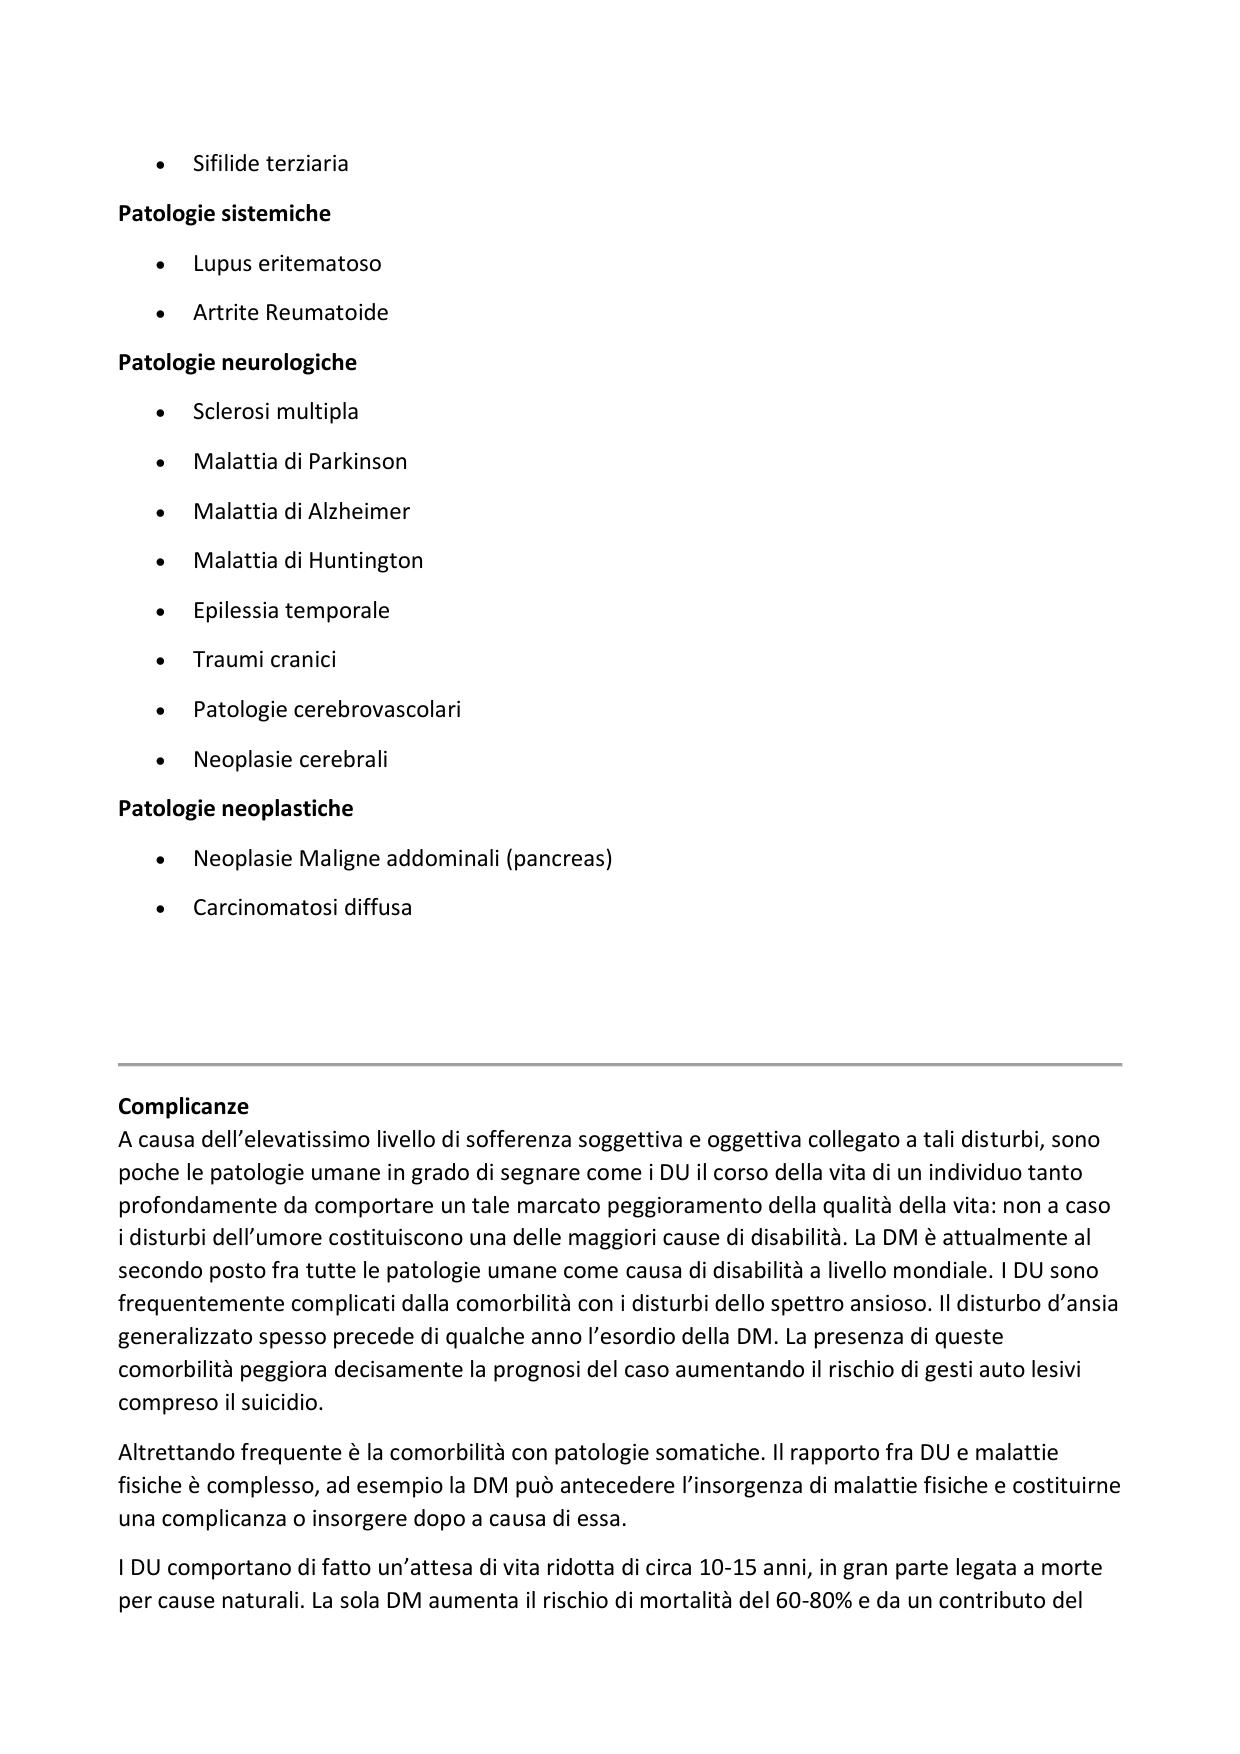 • Sifilide terziaria
Patologie sistemiche
• Lupus eritematoso
• Artrite Reumatoide
Patologie neurologiche
• Sclerosi multipla
• Malattia di Parkinson
• Malattia di Alzheimer
• Malattia di Huntington
• Epilessia temporale
• Traumi cranici
• Patologie cerebrovascolari
• Neoplasie cerebrali
Patologie neoplastiche
• Neoplasie Maligne addominali (pancreas)
• Carcinomatosi diffusa
Complicanze
A causa dell’elevatissimo livello di sofferenza soggettiva e oggettiva collegato a tali disturbi, sono
poche le patologie umane in grado di segnare come i DU il corso della vita di un individuo tanto
profondamente da comportare un tale marcato peggioramento della qualità della vita: non a caso
i disturbi dell’umore costituiscono una delle maggiori cause di disabilità. La DM è attualmente al
secondo posto fra tutte le patologie umane come causa di disabilità a livello mondiale. I DU sono
frequentemente complicati dalla comorbilità con i disturbi dello spettro ansioso. Il disturbo d’ansia
generalizzato spesso precede di qualche anno l’esordio della DM. La presenza di queste
comorbilità peggiora decisamente la prognosi del caso aumentando il rischio di gesti auto lesivi
compreso il suicidio.
Altrettando frequente è la comorbilità con patologie somatiche. Il rapporto fra DU e malattie
fisiche è complesso, ad esempio la DM può antecedere l’insorgenza di malattie fisiche e costituirne
una complicanza o insorgere dopo a causa di essa.
I DU comportano di fatto un’attesa di vita ridotta di circa 10-15 anni, in gran parte legata a morte
per cause naturali. La sola DM aumenta il rischio di mortalità del 60-80% e da un contributo del